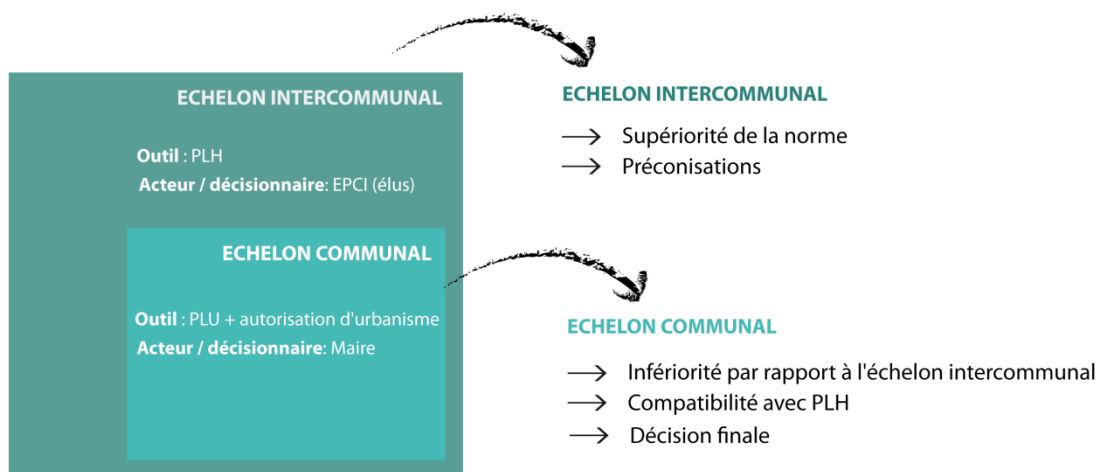 ECHELON INTERCOMMUNAL
Outil : PLH
Acteur / décisionnaire: EPCI (élus)
ECHELON COMMUNAL
Outil : PLU + autorisation d'urbanisme
Acteur / décisionnaire: Maire
ECHELON INTERCOMMUNAL
Supériorité de la norme
Préconisations
ECHELON COMMUNAL
Infériorité par rapport à l'échelon intercommunal
Compatibilité avec PLH
Décision finale